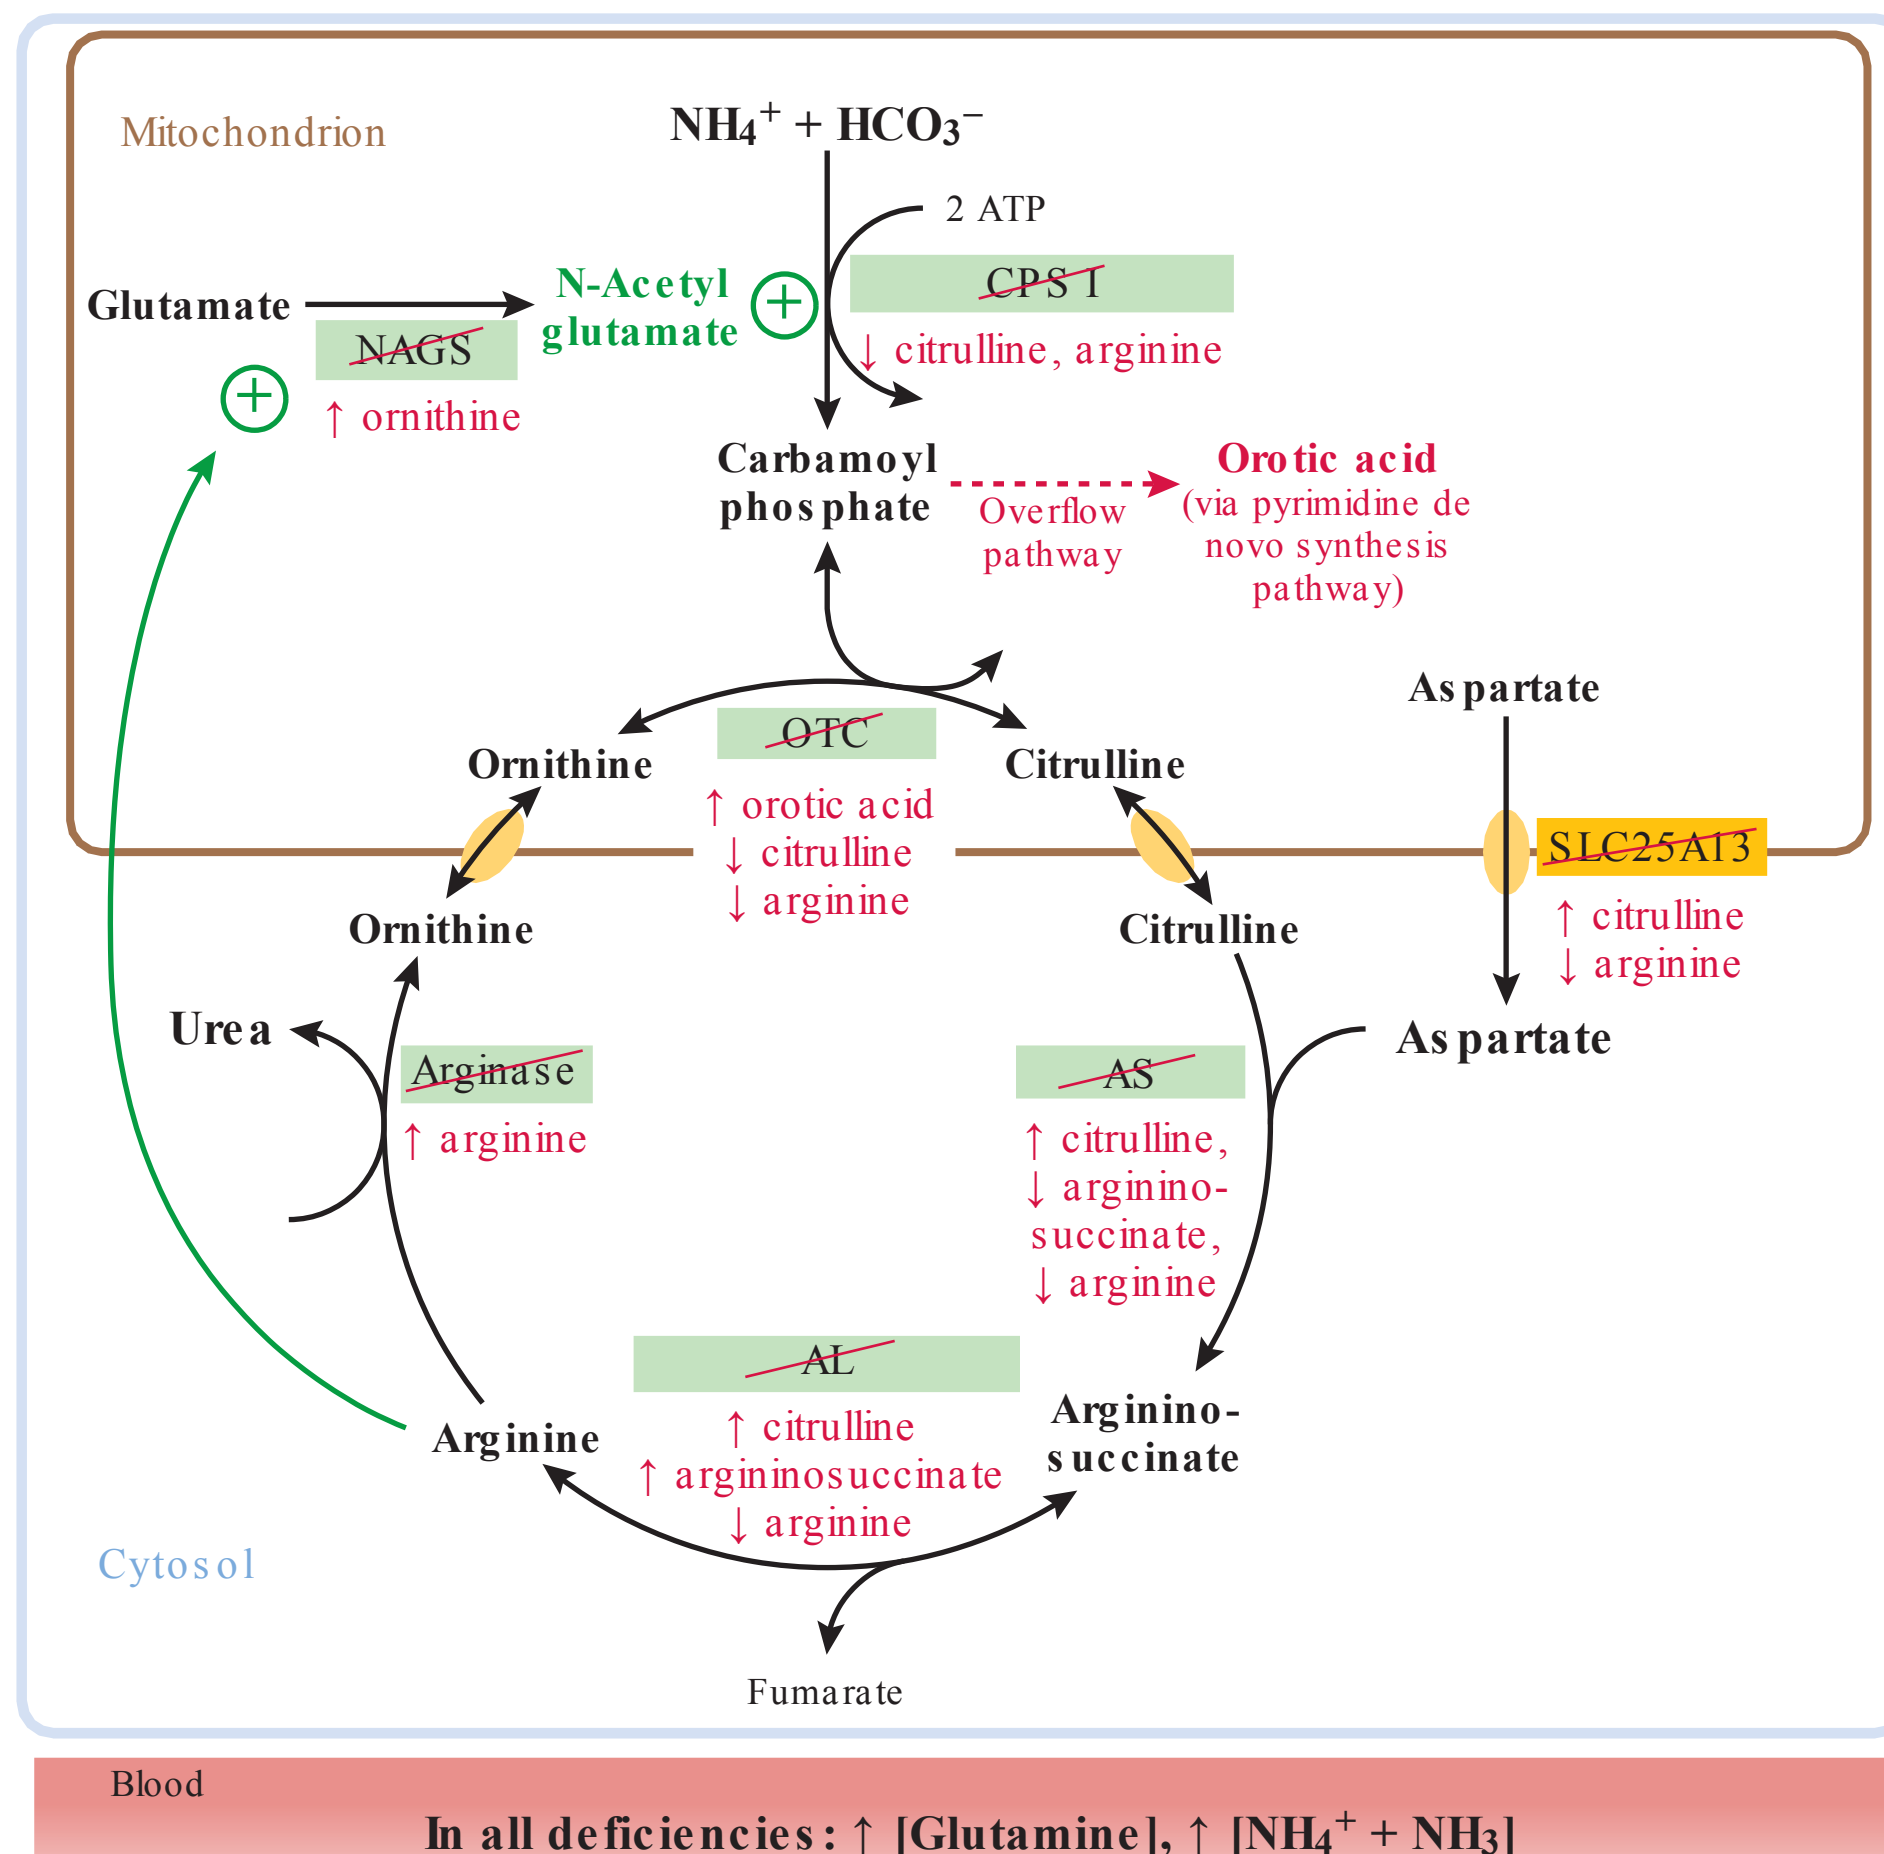 Mitochondrion
NH₄⁺ + HCO₃⁻
2 ATP
CPS I
↓ citrulline, arginine
Glutamate
N-Acetyl
glutamate
+
NAGS
+
↑ ornithine
Carbamoyl
phosphate
Overflow
pathway
Orotic acid
(via pyrimidine de
novo synthesis
pathway)
Aspartate
OTC
Ornithine
Citrulline
↑ orotic acid
↓ citrulline
↓ arginine
SLC25A13
↑ citrulline
↓ arginine
Ornithine
Citrulline
Urea
Aspartate
Arginase
↑ arginine
AS
↑ citrulline,
↓ arginino-
succinate,
↓ arginine
AL
↑ citrulline
↑ argininosuccinate
↓ arginine
Arginine
Arginino-
succinate
Cytosol
Fumarate
Blood
In all deficiencies: ↑ [Glutamine], ↑ [NH₄⁺ + NH₃]